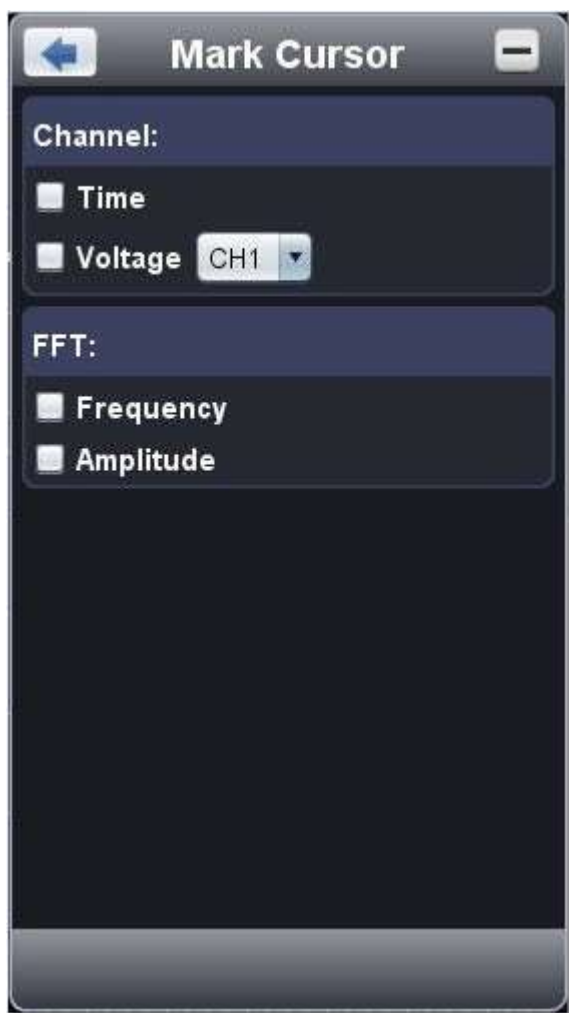 Mark Cursor
Channel:
Time
Voltage CH1
FFT:
Frequency
Amplitude